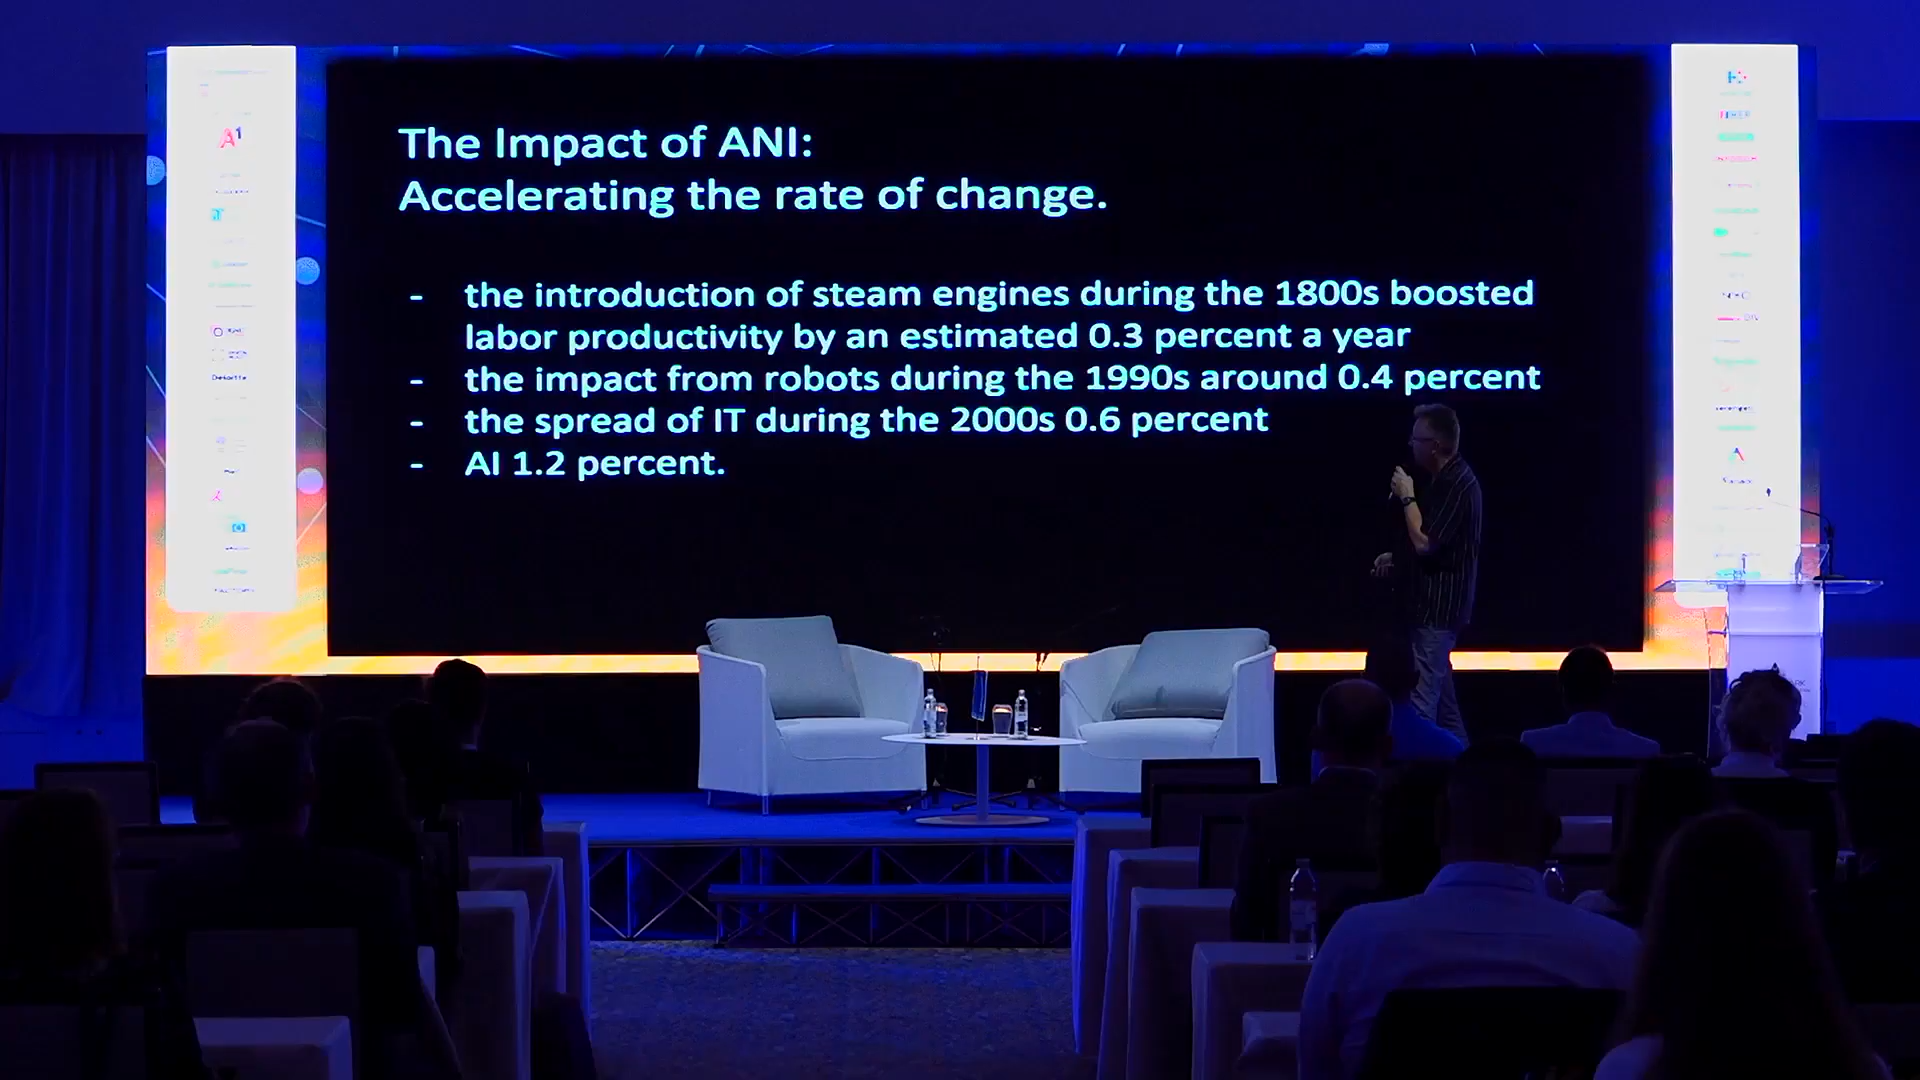 The Impact of ANI:
Accelerating the rate of change.
- the introduction of steam engines during the 1800s boosted
labor productivity by an estimated 0.3 percent a year
- the impact from robots during the 1990s around 0.4 percent
- the spread of IT during the 2000s 0.6 percent
- AI 1.2 percent.
A1
Deloitte